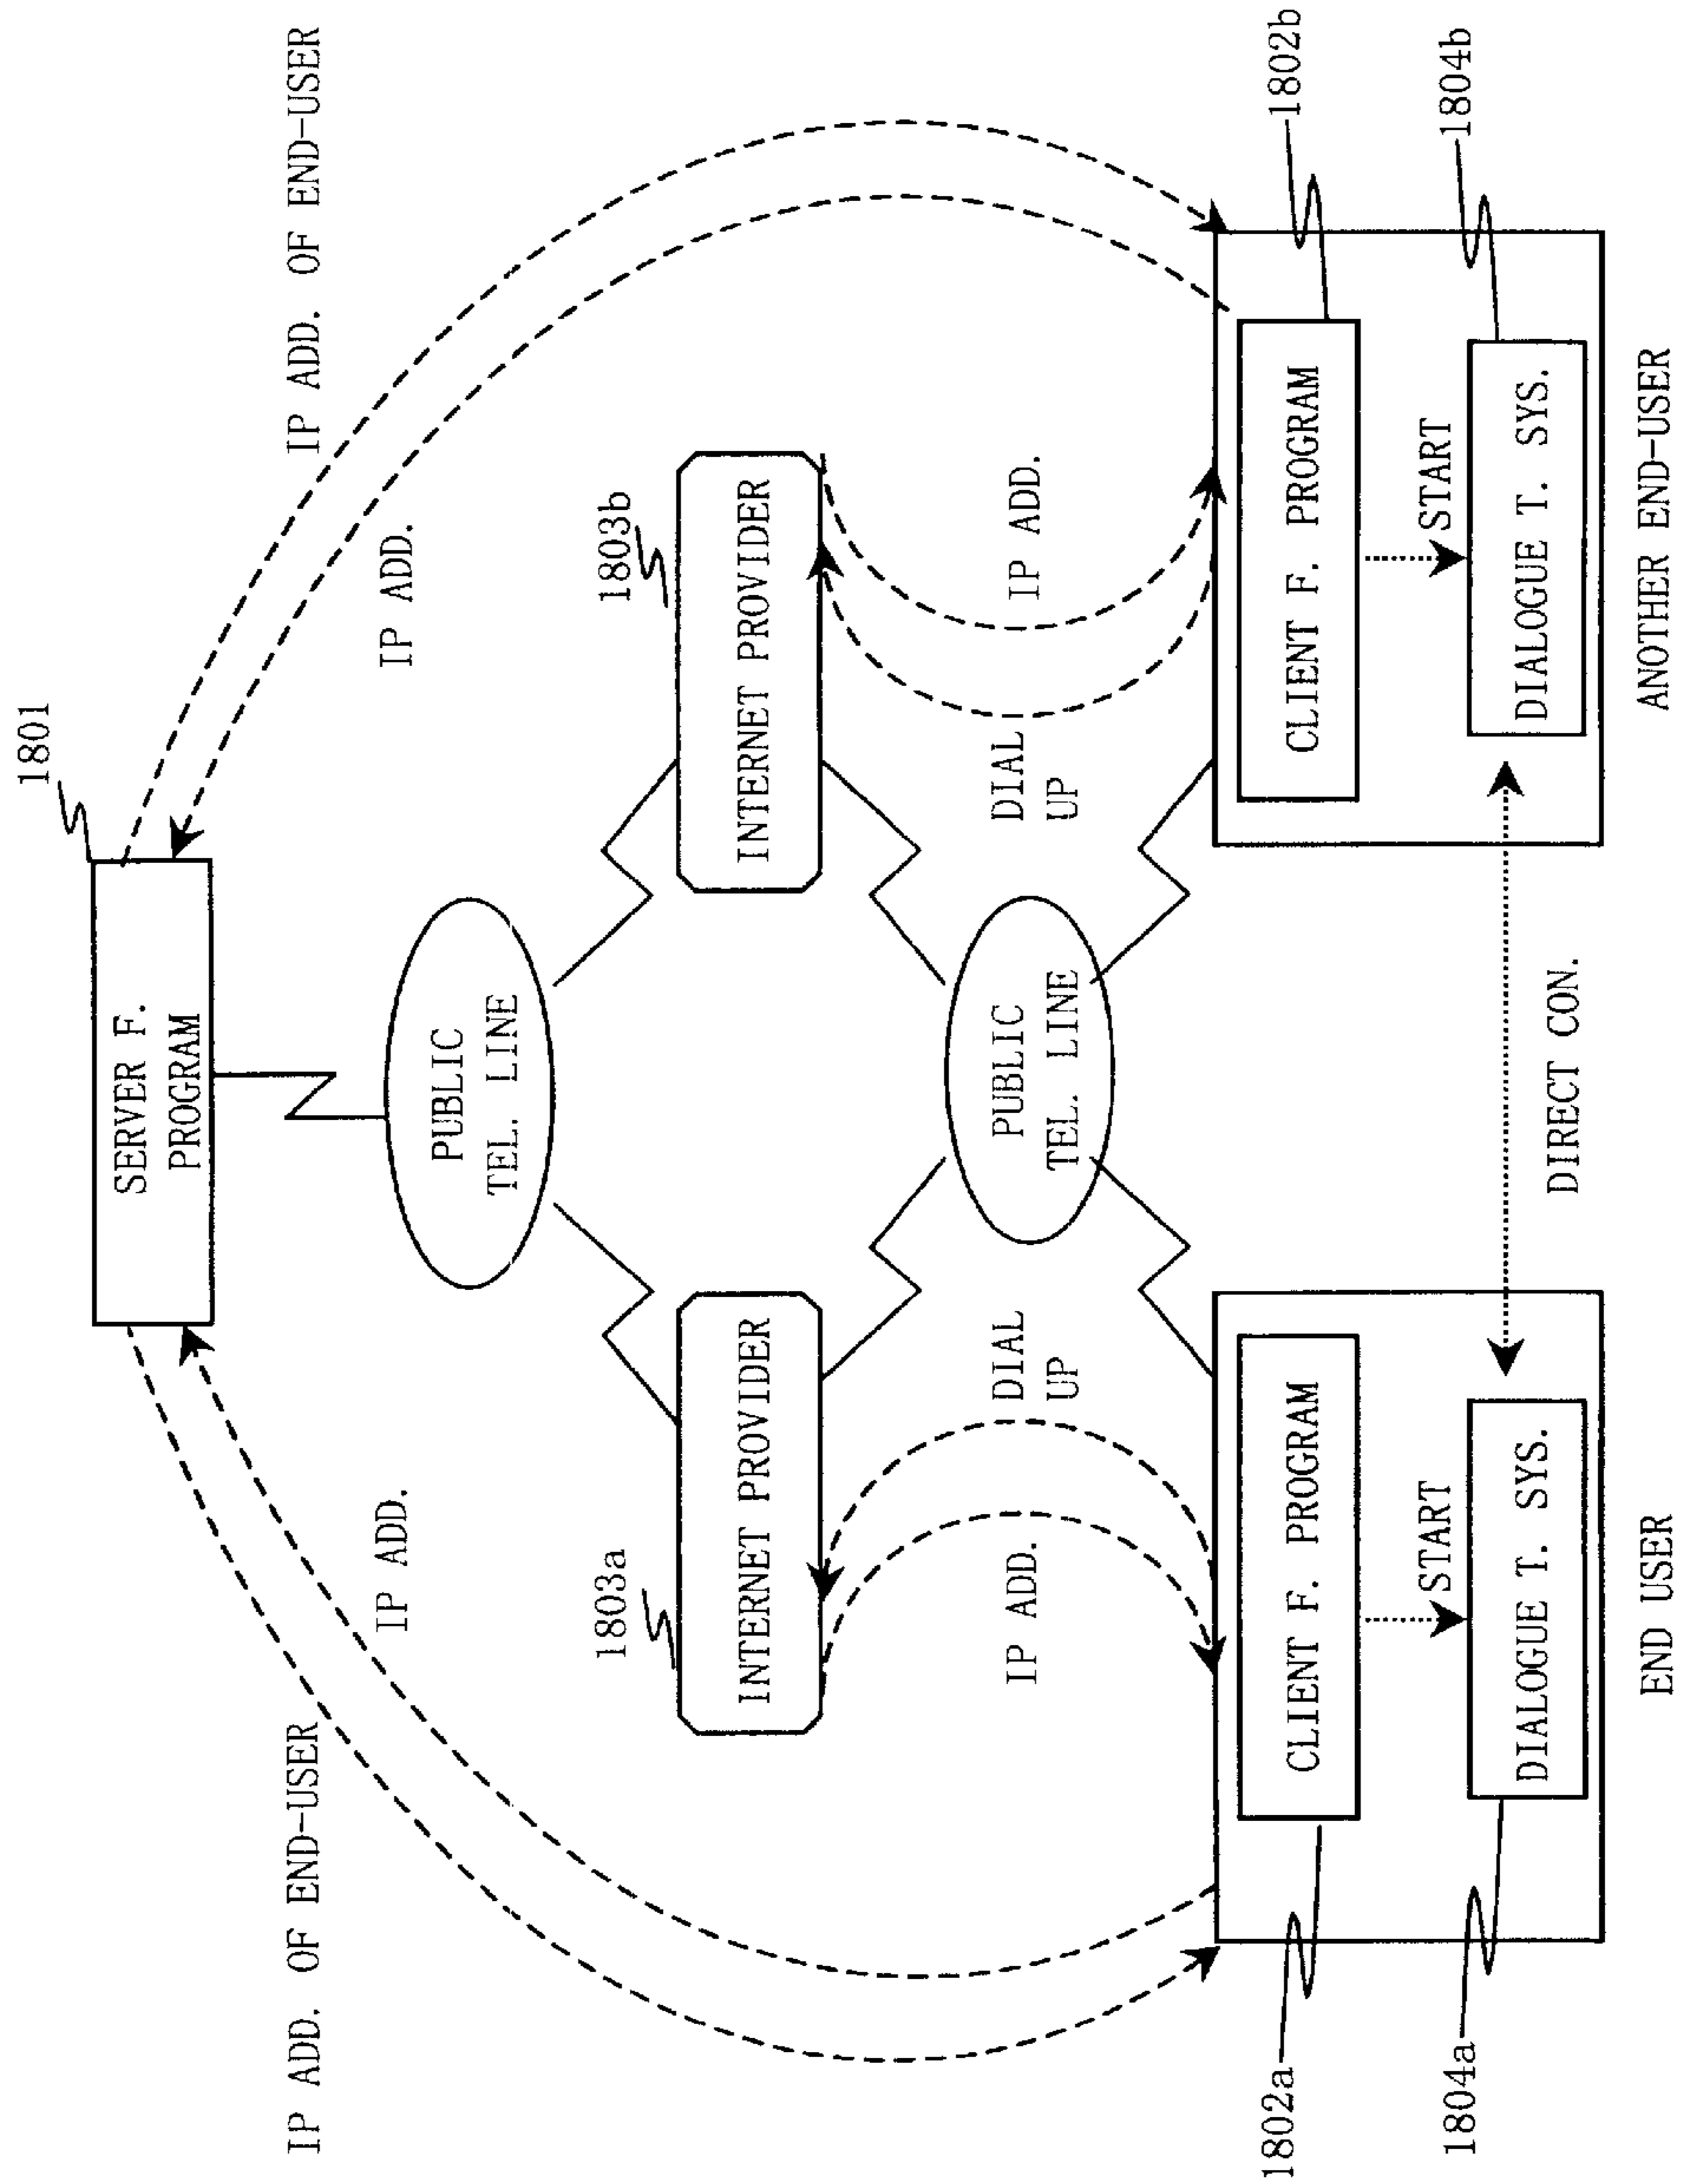 1801
SERVER F.
PROGRAM
IP ADD. OF END-USER
IP ADD. OF END-USER
IP ADD.
IP ADD.
PUBLIC
TEL. LINE
1803a
1803b
INTERNET PROVIDER
INTERNET PROVIDER
IP ADD.
DIAL
UP
PUBLIC
TEL. LINE
DIAL
UP
IP ADD.
1802a
CLIENT F. PROGRAM
CLIENT F. PROGRAM
1802b
START
START
1804a
DIALOGUE T. SYS.
DIALOGUE T. SYS.
1804b
DIRECT CON.
END USER
ANOTHER END-USER